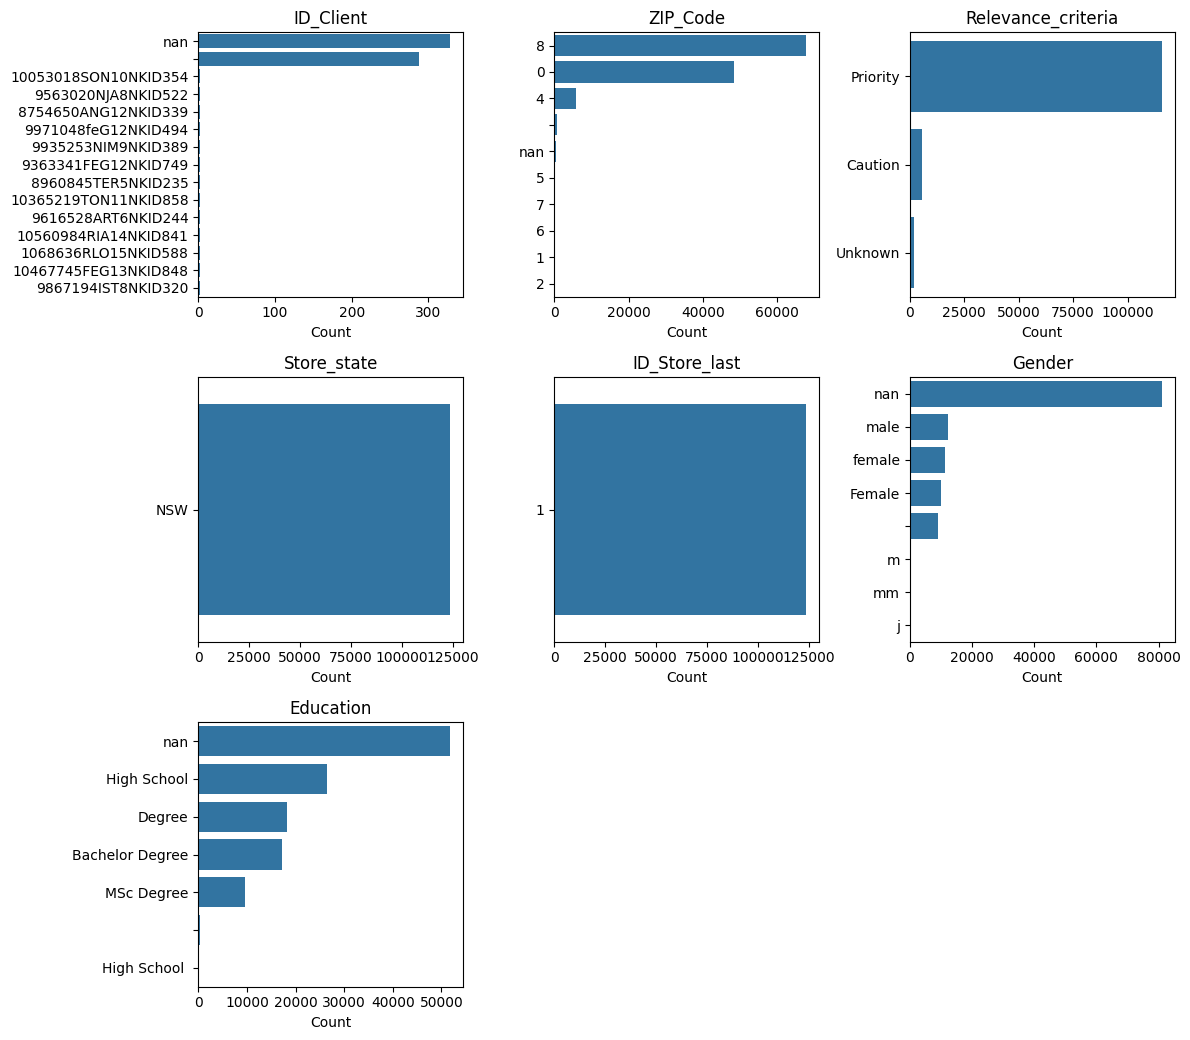 ID_Client
nan
10053018SON10NKID354
9563020NJA8NKID522
8754650ANG12NKID339
9971048feG12NKID494
9935253NIM9NKID389
9363341FEG12NKID749
8960845TER5NKID235
10365219TON11NKID858
9616528ART6NKID244
10560984RIA14NKID841
1068636RLO15NKID588
10467745FEG13NKID848
9867194IST8NKID320
0 100 200 300
Count
ZIP_Code
8
0
4
nan
5
7
6
1
2
0 20000 40000 60000
Count
Relevance_criteria
Priority
Caution
Unknown
0 25000 50000 75000 100000
Count
Store_state
NSW
0 25000 50000 75000 100000 125000
Count
ID_Store_last
1
0 25000 50000 75000 100000 125000
Count
Gender
nan
male
female
Female
m
mm
j
0 20000 40000 60000 80000
Count
Education
nan
High School
Degree
Bachelor Degree
MSc Degree
High School
0 10000 20000 30000 40000 50000
Count